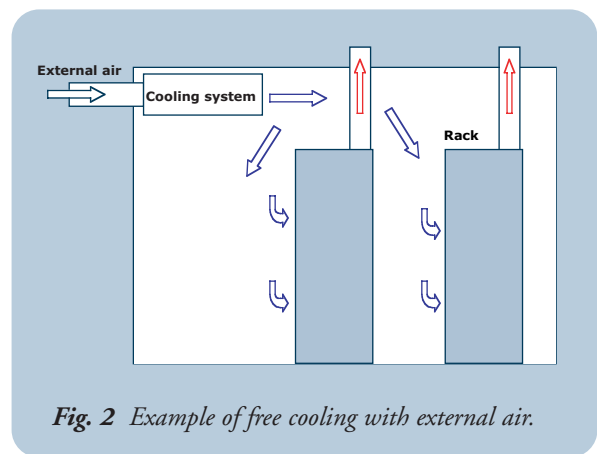 External air
Cooling system
Rack
Fig. 2 Example of free cooling with external air.